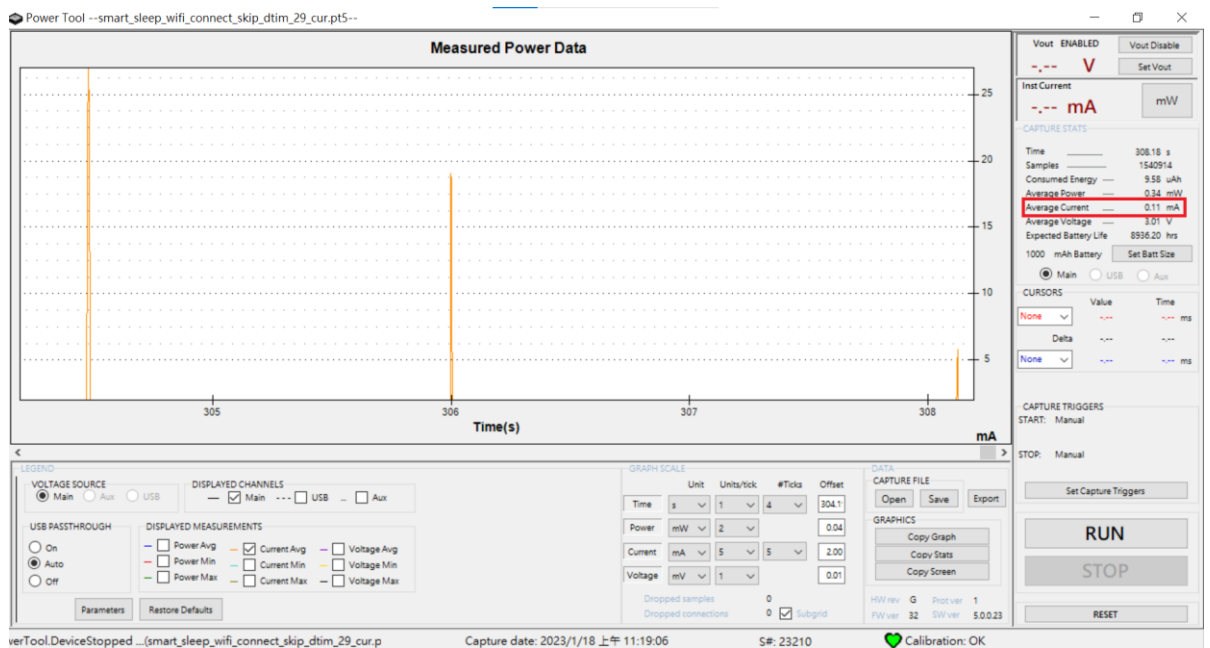 Power Tool --smart_sleep_wifi_connect_skip_dtim_29_cur.pt5--
Measured Power Data
25
20
15
10
5
305 306 307 308
Time(s)
mA
Vout ENABLED Vout Disable
-.-- V Set Vout
Inst Current
-.-- mA mW
CAPTURE STATS
Time 308.18 s
Samples 1540914
Consumed Energy 9.58 uAh
Average Power 0.34 mW
Average Current 0.11 mA
Average Voltage 3.01 V
Expected Battery Life 8936.20 hrs
1000 mAh Battery Set Batt Size
Main USB Aux
CURSORS
Value Time
None -.-- -.-- ms
Delta -.-- -.--
None -.-- -.-- ms
CAPTURE TRIGGERS
START: Manual
STOP: Manual
Set Capture Triggers
RUN
STOP
RESET
LEGEND
VOLTAGE SOURCE
Main Aux USB
DISPLAYED CHANNELS
Main USB Aux
USB PASSTHROUGH
On
Auto
Off
DISPLAYED MEASUREMENTS
Power Avg Current Avg Voltage Avg
Power Min Current Min Voltage Min
Power Max Current Max Voltage Max
Parameters Restore Defaults
GRAPH SCALE
Unit Units/tick #Ticks Offset
Time s 1 4 304.1
Power mW 2 0.04
Current mA 5 5 2.00
Voltage mV 1 0.01
Dropped samples 0
Dropped connections 0 Subgrid
DATA
CAPTURE FILE
Open Save Export
GRAPHICS
Copy Graph
Copy Stats
Copy Screen
HW rev G Prot ver 1
FW ver 32 SW ver 5.0.0.23
verTool.DeviceStopped ...(smart_sleep_wifi_connect_skip_dtim_29_cur.p Capture date: 2023/1/18 上午 11:19:06 S#: 23210 Calibration: OK